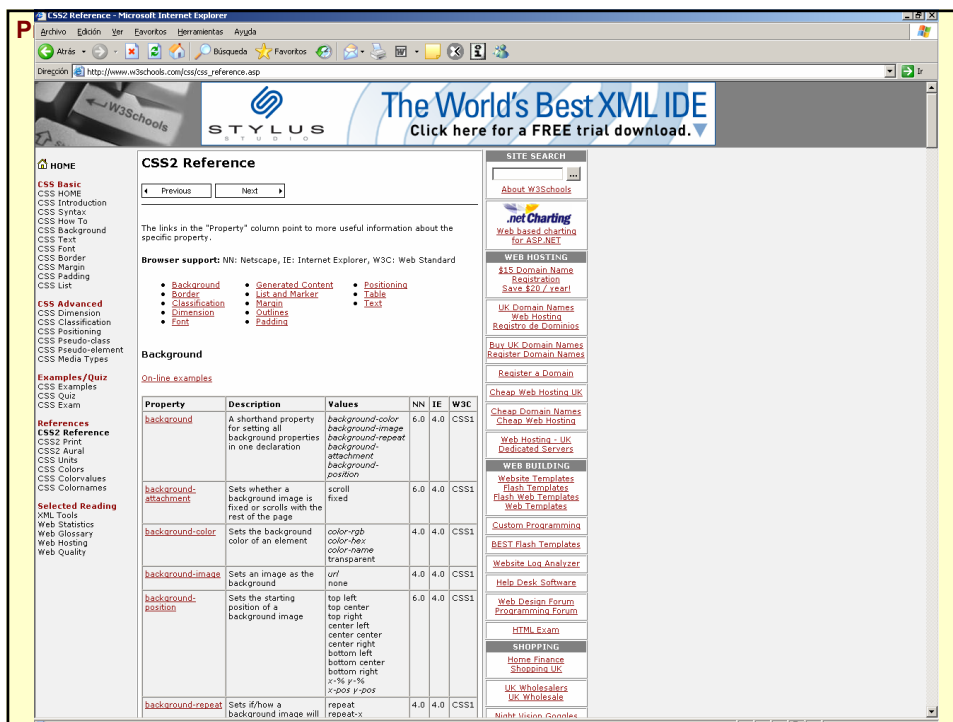 P
CSS2 Reference - Microsoft Internet Explorer
Archivo Edición Ver Favoritos Herramientas Ayuda
Atrás Búsqueda Favoritos
Dirección http://www.w3schools.com/css/css_reference.asp Ir
W3Schools
STYLUS
STUDIO
The World's Best XML IDE
Click here for a FREE trial download.
HOME
CSS Basic
CSS HOME
CSS Introduction
CSS Syntax
CSS How To
CSS Background
CSS Text
CSS Font
CSS Border
CSS Margin
CSS Padding
CSS List
CSS Advanced
CSS Dimension
CSS Classification
CSS Positioning
CSS Pseudo-class
CSS Pseudo-element
CSS Media Types
Examples/Quiz
CSS Examples
CSS Quiz
CSS Exam
References
CSS2 Reference
CSS2 Print
CSS2 Aural
CSS Units
CSS Colors
CSS Colorvalues
CSS Colornames
Selected Reading
XML Tools
Web Statistics
Web Glossary
Web Hosting
Web Quality
CSS2 Reference
Previous Next
The links in the "Property" column point to more useful information about the
specific property.
Browser support: NN: Netscape, IE: Internet Explorer, W3C: Web Standard
Background
Border
Classification
Dimension
Font
Generated Content
List and Marker
Margin
Outlines
Padding
Positioning
Table
Text
Background
On-line examples
Property Description Values NN IE W3C
background A shorthand property background-color 6.0 4.0 CSS1
for setting all background-image
background properties background-repeat
in one declaration background-
attachment
background-
position
background- Sets whether a scroll 6.0 4.0 CSS1
attachment background image is fixed
fixed or scrolls with the
rest of the page
background-color Sets the background color-rgb 4.0 4.0 CSS1
color of an element color-hex
color-name
transparent
background-image Sets an image as the url 4.0 4.0 CSS1
background none
background- Sets the starting top left 6.0 4.0 CSS1
position position of a top center
background image top right
center left
center center
center right
bottom left
bottom center
bottom right
x-% y-%
x-pos y-pos
background-repeat Sets if/how a repeat 4.0 4.0 CSS1
background image will repeat-x
SITE SEARCH
...
About W3Schools
.net Charting
Web based charting
for ASP.NET
WEB HOSTING
$15 Domain Name
Registration
Save $20 / year!
UK Domain Names
Web Hosting
Registro de Dominios
Buy UK Domain Names
Register Domain Names
Register a Domain
Cheap Web Hosting UK
Cheap Domain Names
Cheap Web Hosting
Web Hosting - UK
Dedicated Servers
WEB BUILDING
Website Templates
Flash Templates
Flash Web Templates
Web Templates
Custom Programming
BEST Flash Templates
Website Log Analyzer
Help Desk Software
Web Design Forum
Programming Forum
HTML Exam
SHOPPING
Home Finance
Shopping UK
UK Wholesalers
UK Wholesale
Night Vision Goggles